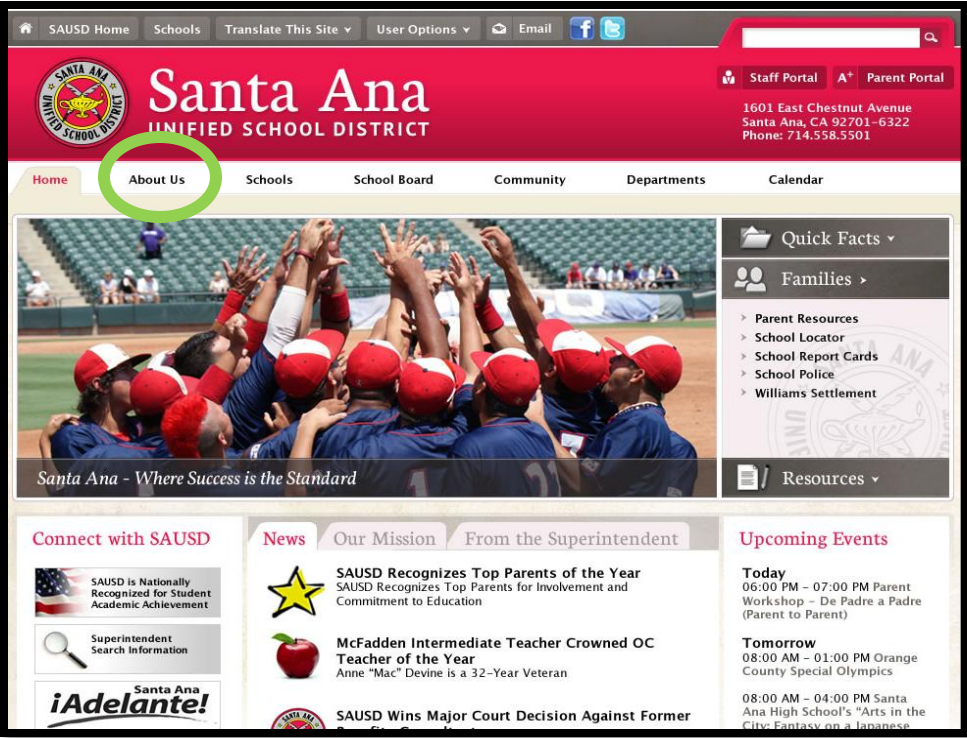 SAUSD Home Schools Translate This Site User Options Email
Santa Ana
UNIFIED SCHOOL DISTRICT
SANTA ANA
UNIFIED SCHOOL DISTRICT
Staff Portal A+ Parent Portal
1601 East Chestnut Avenue
Santa Ana, CA 92701-6322
Phone: 714.558.5501
Home About Us Schools School Board Community Departments Calendar
Santa Ana - Where Success is the Standard
Quick Facts
Families
Parent Resources
School Locator
School Report Cards
School Police
Williams Settlement
Resources
Connect with SAUSD
SAUSD is Nationally
Recognized for Student
Academic Achievement
Superintendent
Search Information
Santa Ana
¡Adelante!
News Our Mission From the Superintendent
SAUSD Recognizes Top Parents of the Year
SAUSD Recognizes Top Parents for Involvement and
Commitment to Education
McFadden Intermediate Teacher Crowned OC
Teacher of the Year
Anne “Mac” Devine is a 32-Year Veteran
SAUSD Wins Major Court Decision Against Former
Upcoming Events
Today
06:00 PM - 07:00 PM Parent
Workshop - De Padre a Padre
(Parent to Parent)
Tomorrow
08:00 AM - 01:00 PM Orange
County Special Olympics
08:00 AM - 04:00 PM Santa
Ana High School's "Arts in the
City: Fantasy on a Japanese